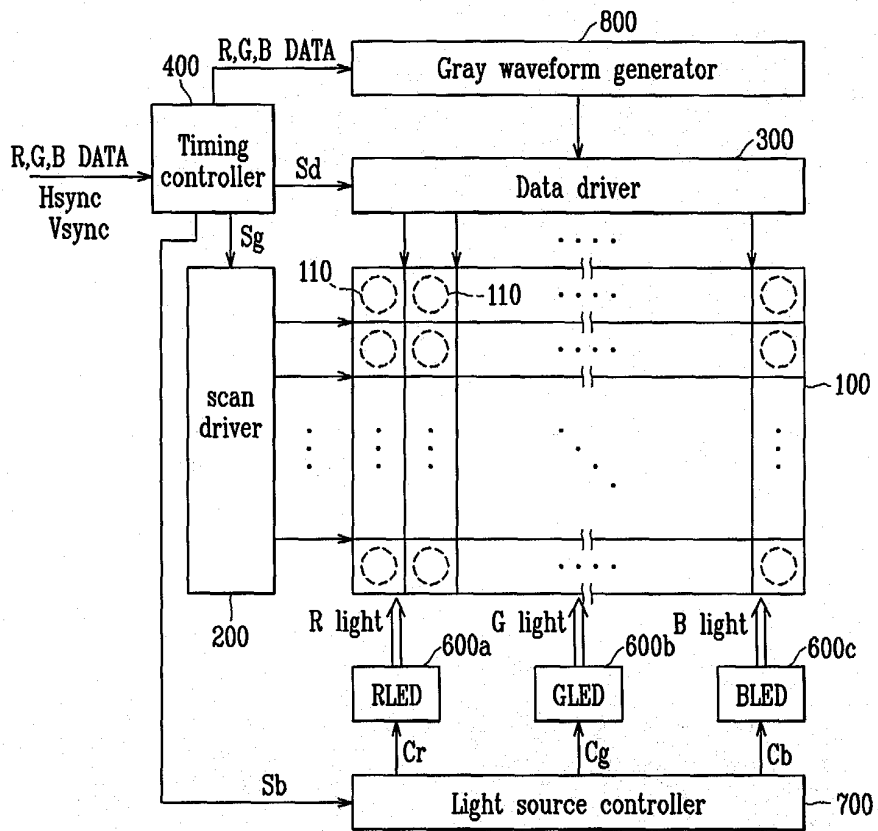 800
R,G,B DATA
400
Gray waveform generator
R,G,B DATA
Hsync
Vsync
Timing
controller
Sd
300
Data driver
Sg
110
110
scan
driver
100
200
R light
G light
B light
600a
600b
600c
RLED
GLED
BLED
Cr
Cg
Cb
Sb
Light source controller
700